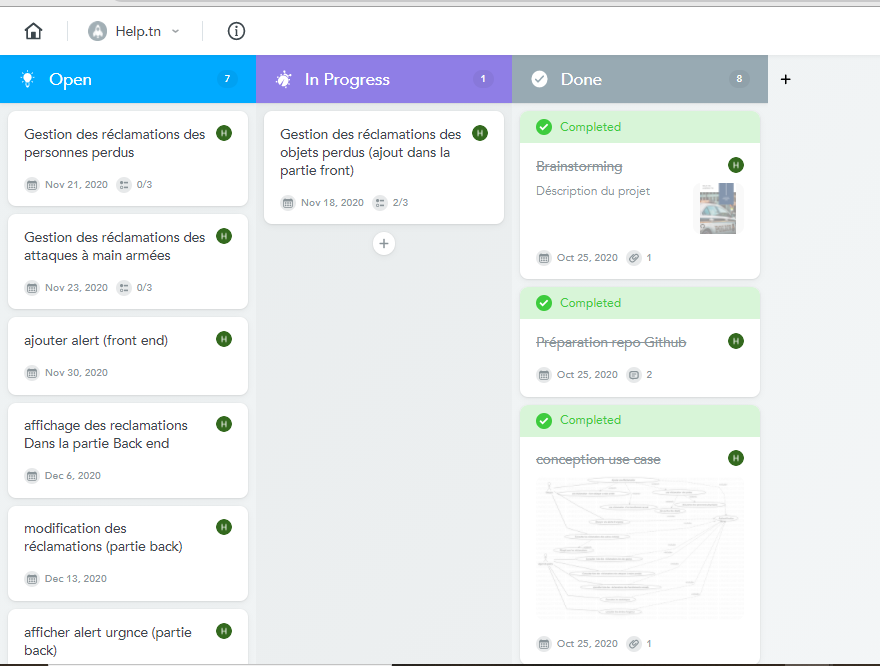 Help.tn
Open
7
Gestion des réclamations des
personnes perdus
H
Nov 21, 2020
0/3
Gestion des réclamations des
attaques à main armées
H
Nov 23, 2020
0/3
ajouter alert (front end)
H
Nov 30, 2020
affichage des reclamations
Dans la partie Back end
H
Dec 6, 2020
modification des
réclamations (partie back)
H
Dec 13, 2020
afficher alert urgnce (partie
back)
H
In Progress
1
Gestion des réclamations des
objets perdus (ajout dans la
partie front)
H
Nov 18, 2020
2/3
Done
8
Completed
Brainstorming
H
Déscription du projet
Oct 25, 2020
1
Completed
Préparation repo Github
H
Oct 25, 2020
2
Completed
conception use case
H
Oct 25, 2020
1